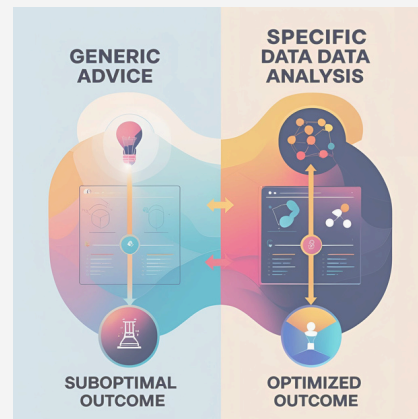 GENERIC
ADVICE
SPECIFIC
DATA DATA
ANALYSIS
SUBOPTIMAL
OUTCOME
OPTIMIZED
OUTCOME